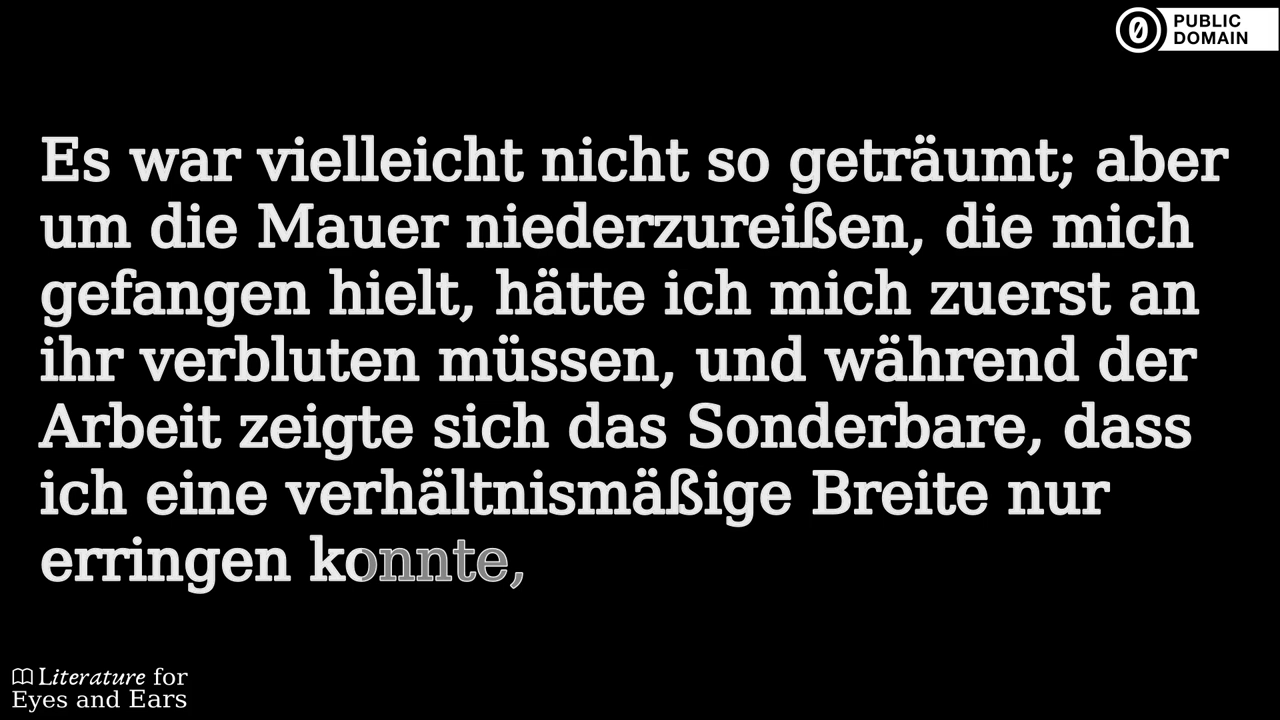 PUBLIC
DOMAIN
Es war vielleicht nicht so geträumt; aber
um die Mauer niederzureißen, die mich
gefangen hielt, hätte ich mich zuerst an
ihr verbluten müssen, und während der
Arbeit zeigte sich das Sonderbare, dass
ich eine verhältnismäßige Breite nur
erringen konnte,
Literature for
Eyes and Ears